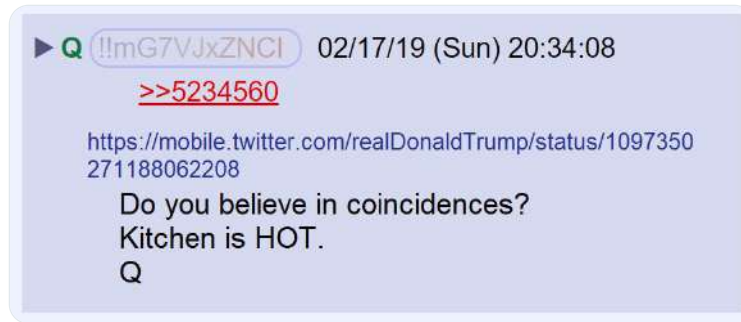 ▶ Q !!mG7VJxZNCI 02/17/19 (Sun) 20:34:08
>>5234560
https://mobile.twitter.com/realDonaldTrump/status/1097350
271188062208
Do you believe in coincidences?
Kitchen is HOT.
Q